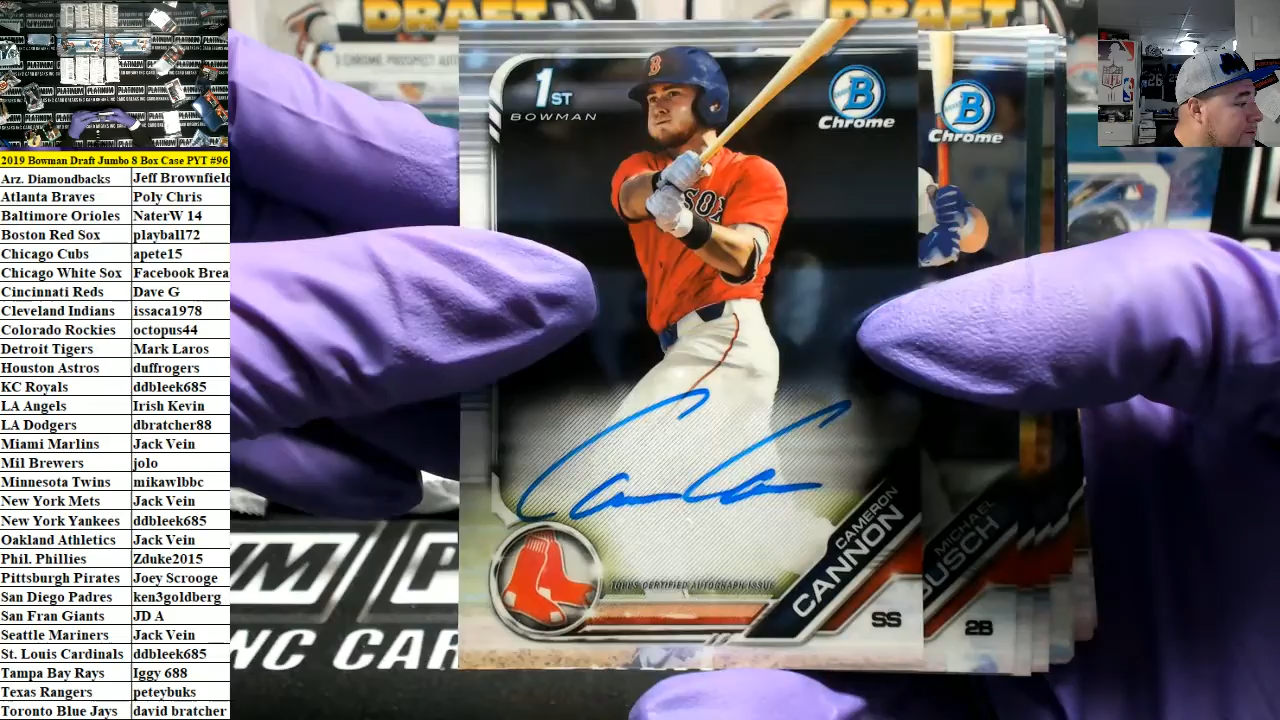 2019 Bowman Draft Jumbo 8 Box Case PYT #96
Arz. Diamondbacks Jeff Brownfield
Atlanta Braves Poly Chris
Baltimore Orioles NaterW 14
Boston Red Sox playball72
Chicago Cubs apete15
Chicago White Sox Facebook Brea
Cincinnati Reds Dave G
Cleveland Indians issaca1978
Colorado Rockies octopus44
Detroit Tigers Mark Laros
Houston Astros duffrogers
KC Royals ddbleek685
LA Angels Irish Kevin
LA Dodgers dbratcher88
Miami Marlins Jack Vein
Mil Brewers jolo
Minnesota Twins mikawlbbc
New York Mets Jack Vein
New York Yankees ddbleek685
Oakland Athletics Jack Vein
Phil. Phillies Zduke2015
Pittsburgh Pirates Joey Scrooge
San Diego Padres ken3goldberg
San Fran Giants JD A
Seattle Mariners Jack Vein
St. Louis Cardinals ddbleek685
Tampa Bay Rays Iggy 688
Texas Rangers peteybuks
Toronto Blue Jays david bratcher
DRAFT
DRAFT
1ST
BOWMAN
B
Chrome
B
Chrome
SOX
TOPPS CERTIFIED AUTOGRAPH ISSUE
CAMERON
CANNON
SS
MICHAEL
BUSCH
2B
UM
P
INC CAR